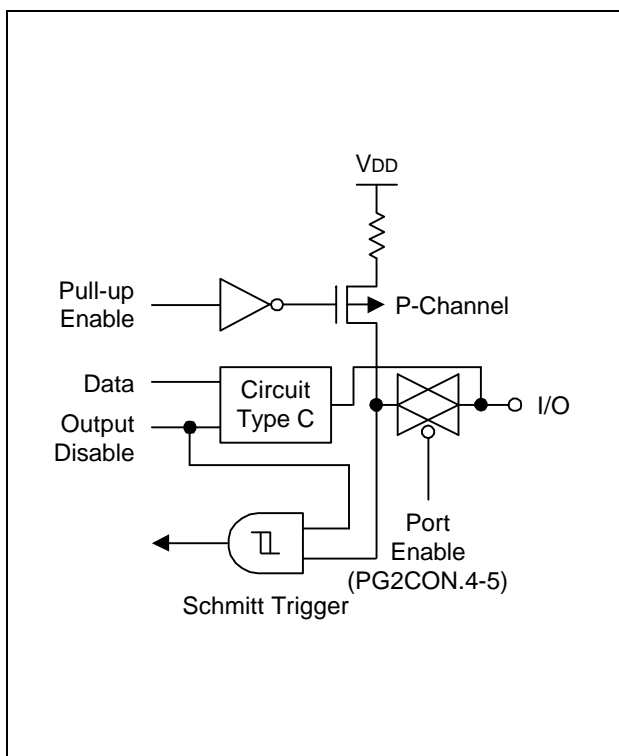 VDD
Pull-up
Enable
P-Channel
Data
Output
Disable
Circuit
Type C
I/O
Port
Enable
(PG2CON.4-5)
Schmitt Trigger